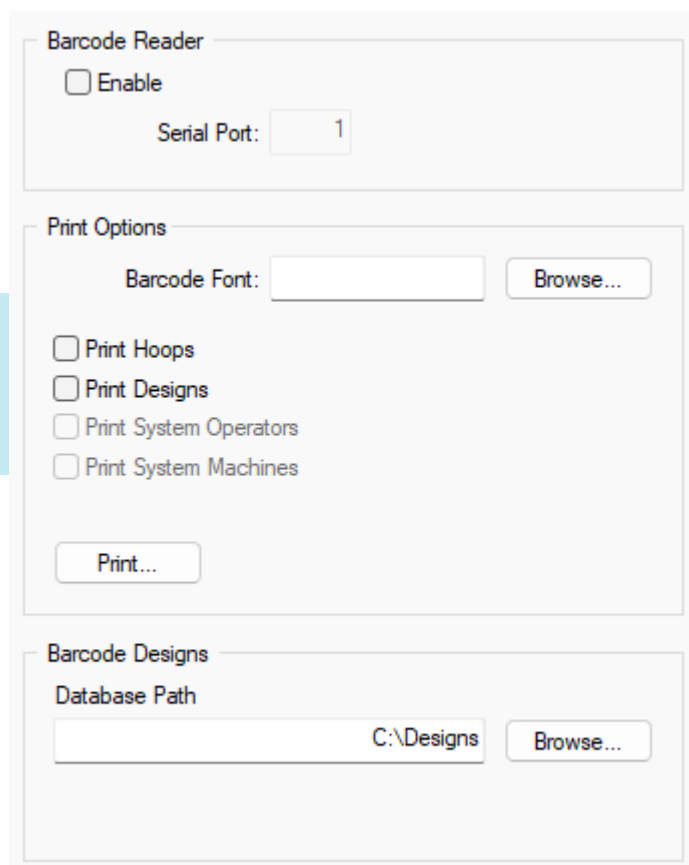 Barcode Reader
Enable
Serial Port: 1
Print Options
Barcode Font: Browse...
Print Hoops
Print Designs
Print System Operators
Print System Machines
Print...
Barcode Designs
Database Path
C:\Designs Browse...